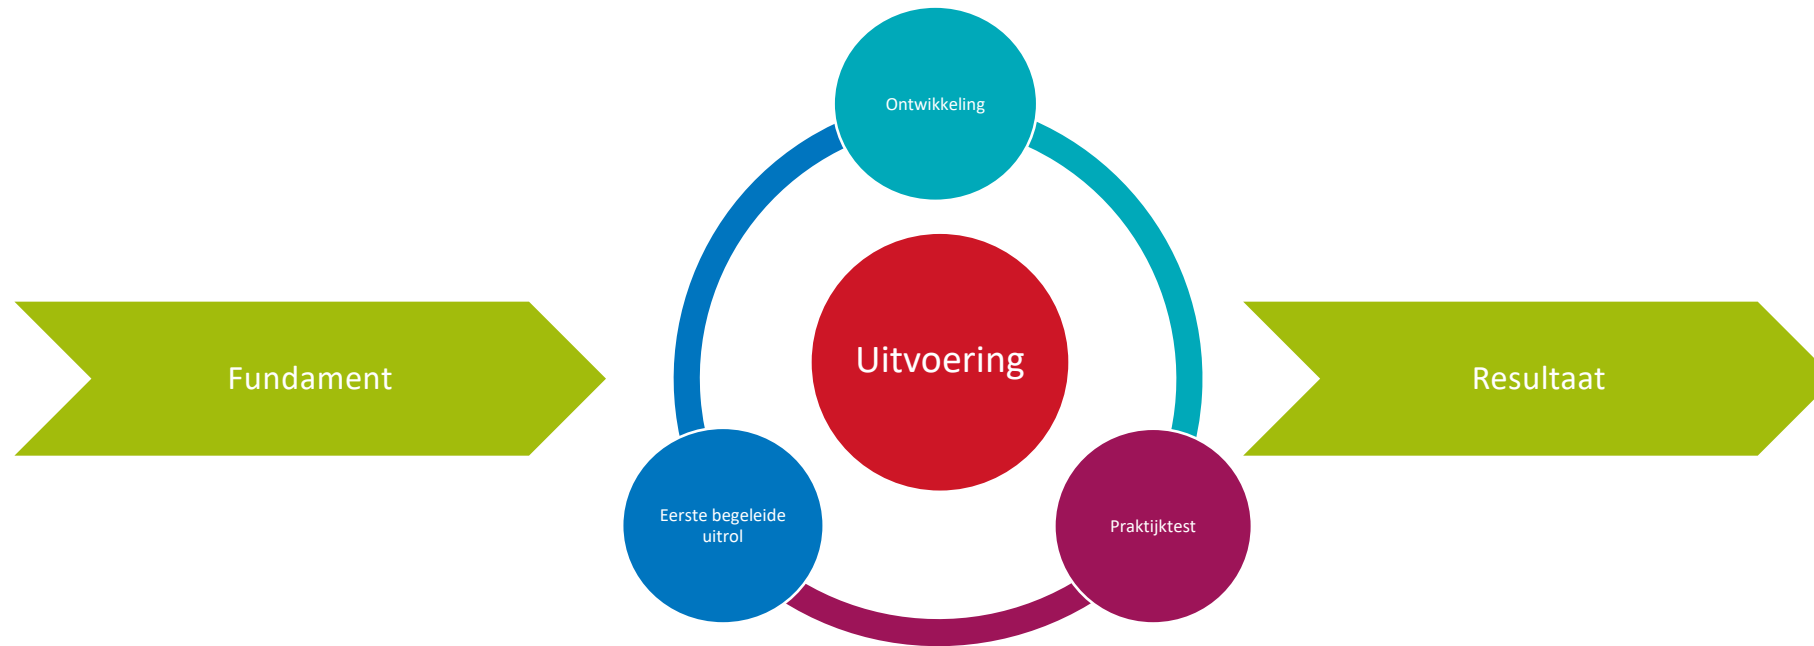 Fundament
Ontwikkeling
Uitvoering
Eerste begeleide
uitrol
Praktijktest
Resultaat